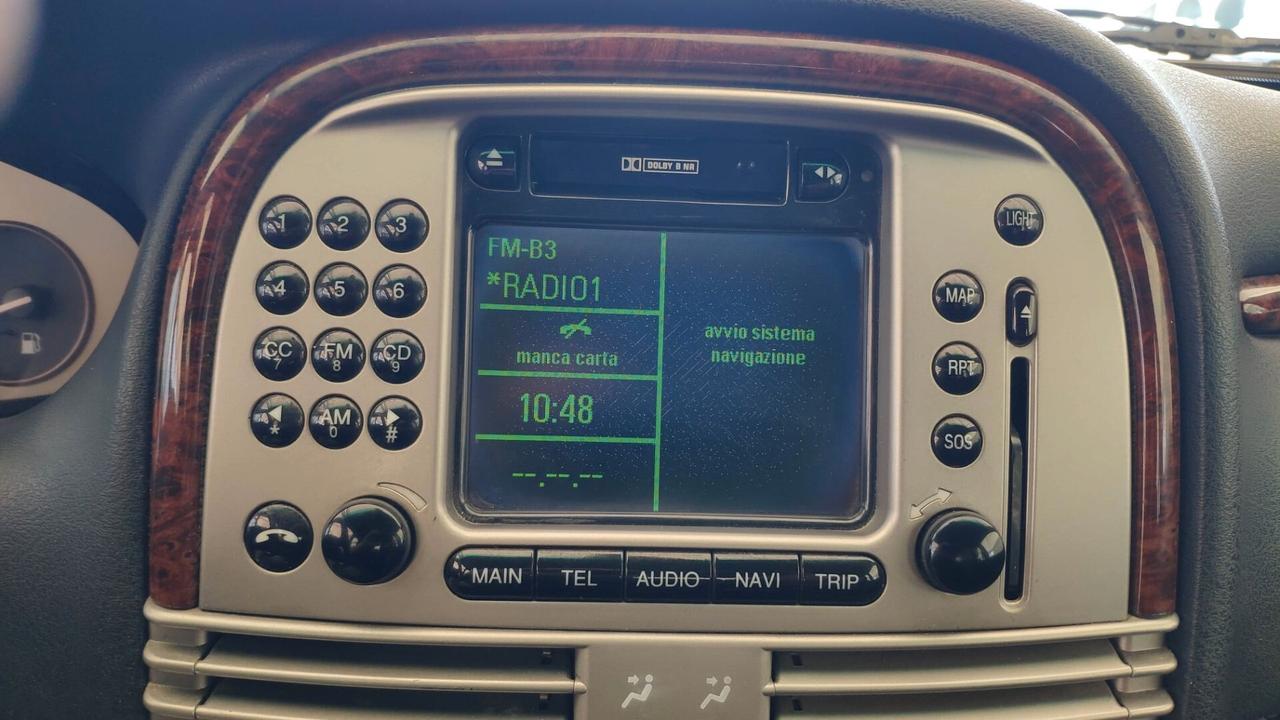 DOLBY B NR
1 2 3
4 5 6
CC FM CD
7 8 9
AM
* 0 #
FM-B3
*RADIO1
manca carta
10:48
--.--.--
avvio sistema
navigazione
LIGHT
MAP
RPT
SOS
MAIN TEL AUDIO NAVI TRIP